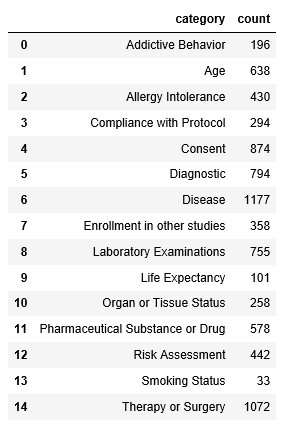 category count
0 Addictive Behavior 196
1 Age 638
2 Allergy Intolerance 430
3 Compliance with Protocol 294
4 Consent 874
5 Diagnostic 794
6 Disease 1177
7 Enrollment in other studies 358
8 Laboratory Examinations 755
9 Life Expectancy 101
10 Organ or Tissue Status 258
11 Pharmaceutical Substance or Drug 578
12 Risk Assessment 442
13 Smoking Status 33
14 Therapy or Surgery 1072